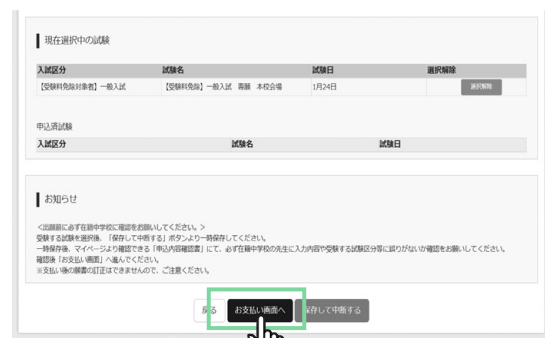 現在選択中の試験
入試区分 試験名 試験日 選択解除
【受験料免除対象者】一般入試 【受験料免除】一般入試 専願 本校会場 1月24日 選択解除
申込済試験
入試区分 試験名 試験日
お知らせ
<出願前に必ず在籍中学校に確認をお願いしてください。>
受験する試験を選択後、「保存して中断する」ボタンより一時保存してください。
一時保存後、マイページより確認できる「申込内容確認書」にて、必ず在籍中学校の先生に入力内容や受験する試験区分等に誤りがないか確認をお願いしてください。
確認後「お支払い画面」へ進んでください。
※支払い後の願書の訂正はできませんので、ご注意ください。
戻る お支払い画面へ 保存して中断する